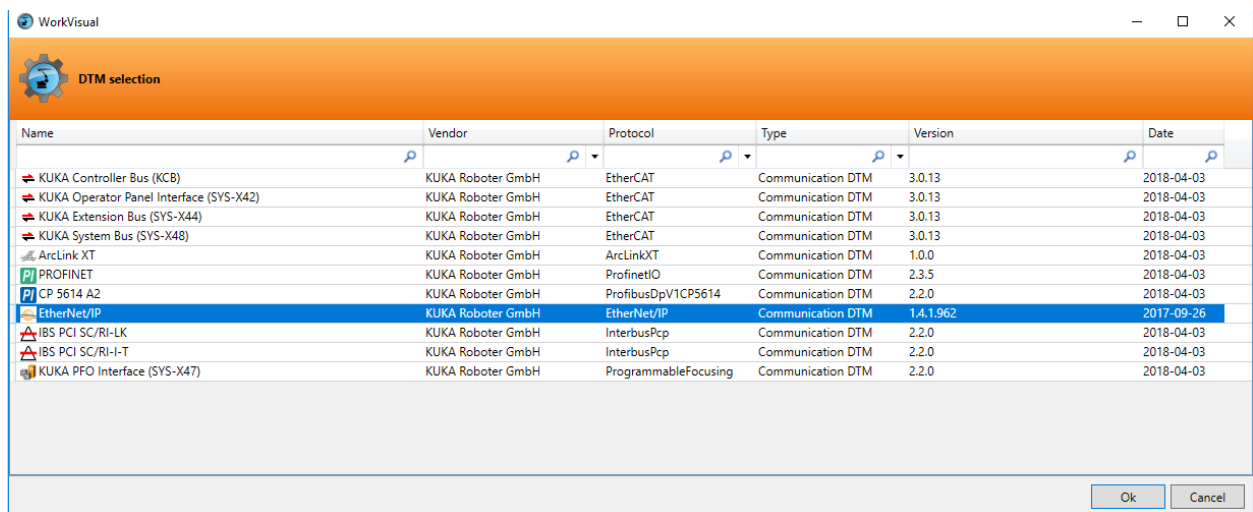 WorkVisual
DTM selection
Name Vendor Protocol Type Version Date
KUKA Controller Bus (KCB) KUKA Roboter GmbH EtherCAT Communication DTM 3.0.13 2018-04-03
KUKA Operator Panel Interface (SYS-X42) KUKA Roboter GmbH EtherCAT Communication DTM 3.0.13 2018-04-03
KUKA Extension Bus (SYS-X44) KUKA Roboter GmbH EtherCAT Communication DTM 3.0.13 2018-04-03
KUKA System Bus (SYS-X48) KUKA Roboter GmbH EtherCAT Communication DTM 3.0.13 2018-04-03
ArcLink XT KUKA Roboter GmbH ArcLinkXT Communication DTM 1.0.0 2018-04-03
PI PROFINET KUKA Roboter GmbH ProfinetIO Communication DTM 2.3.5 2018-04-03
PI CP 5614 A2 KUKA Roboter GmbH ProfibusDpV1CP5614 Communication DTM 2.2.0 2018-04-03
EtherNet/IP KUKA Roboter GmbH EtherNet/IP Communication DTM 1.4.1.962 2017-09-26
IBS PCI SC/RI-LK KUKA Roboter GmbH InterbusPcp Communication DTM 2.2.0 2018-04-03
IBS PCI SC/RI-I-T KUKA Roboter GmbH InterbusPcp Communication DTM 2.2.0 2018-04-03
KUKA PFO Interface (SYS-X47) KUKA Roboter GmbH ProgrammableFocusing Communication DTM 2.2.0 2018-04-03
Ok Cancel